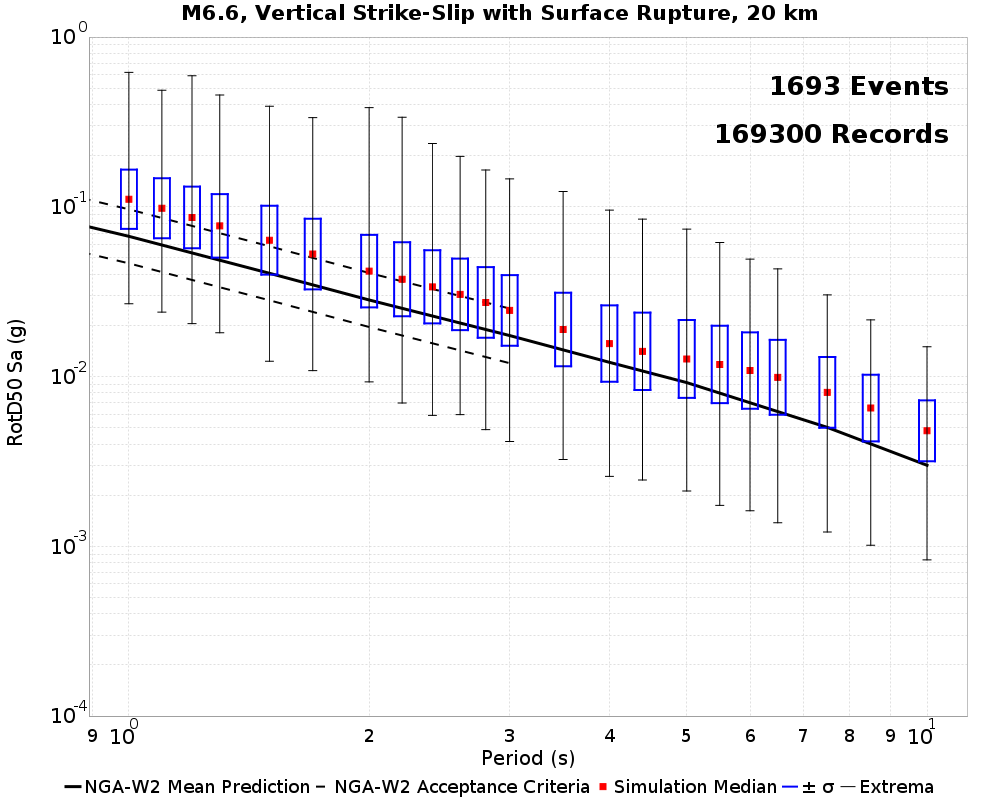 M6.6, Vertical Strike-Slip with Surface Rupture, 20 km
1693 Events
169300 Records
RotD50 Sa (g)
10^0
10^-1
10^-2
10^-3
10^-4
9 10^0 2 3 4 5 6 7 8 9 10^1
Period (s)
NGA-W2 Mean Prediction NGA-W2 Acceptance Criteria Simulation Median ± σ Extrema